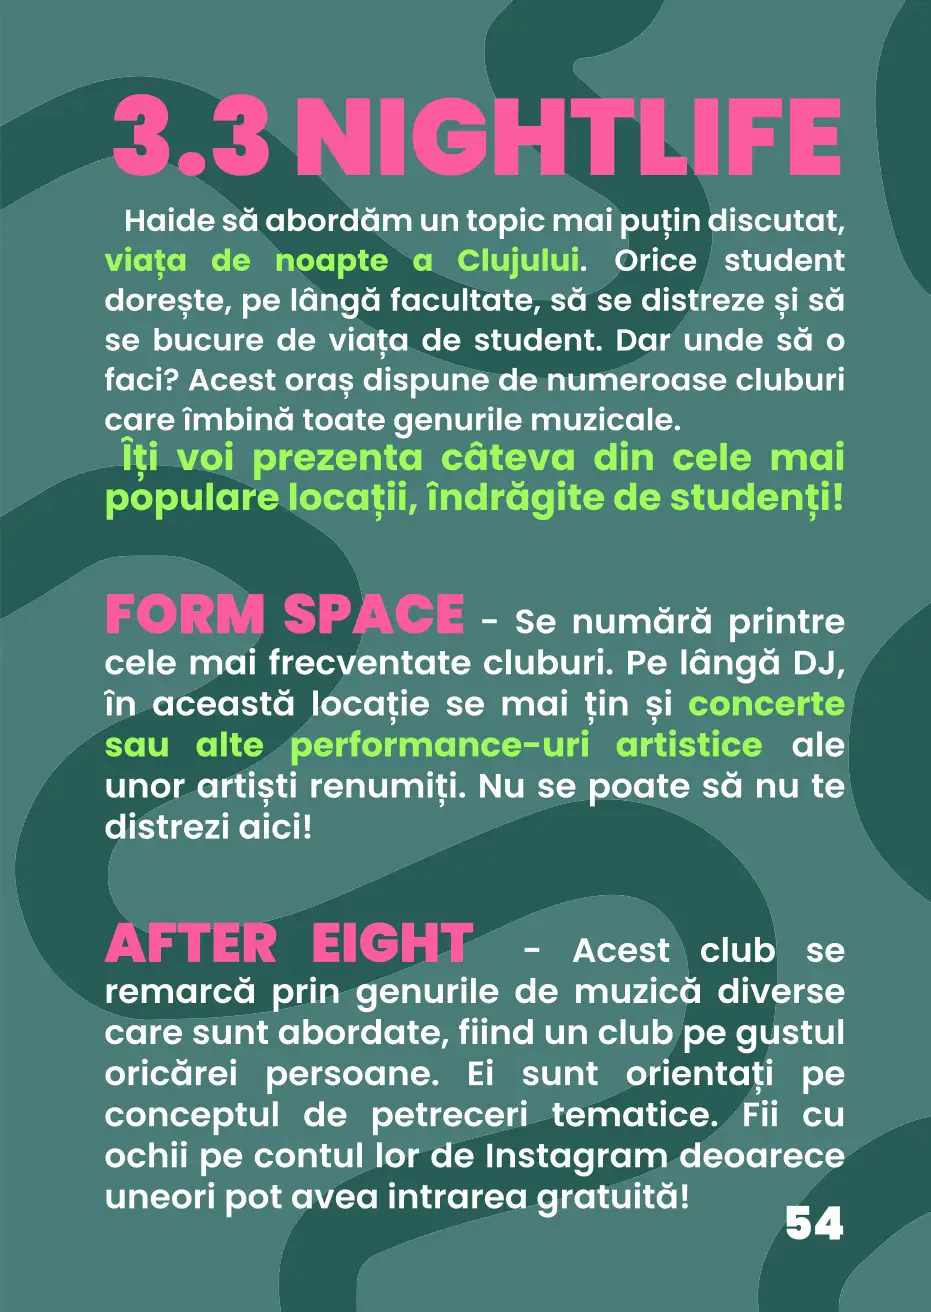 3.3 NIGHTLIFE
Haide să abordăm un topic mai puțin discutat,
viața de noapte a Clujului. Orice student
dorește, pe lângă facultate, să se distreze și să
se bucure de viața de student. Dar unde să o
faci? Acest oraș dispune de numeroase cluburi
care îmbină toate genurile muzicale.
Îți voi prezenta câteva din cele mai
populare locații, îndrăgite de studenți!
FORM SPACE - Se numără printre
cele mai frecventate cluburi. Pe lângă DJ,
în această locație se mai țin și concerte
sau alte performance-uri artistice ale
unor artiști renumiți. Nu se poate să nu te
distrezi aici!
AFTER EIGHT - Acest club se
remarcă prin genurile de muzică diverse
care sunt abordate, fiind un club pe gustul
oricărei persoane. Ei sunt orientați pe
conceptul de petreceri tematice. Fii cu
ochii pe contul lor de Instagram deoarece
uneori pot avea intrarea gratuită!
54